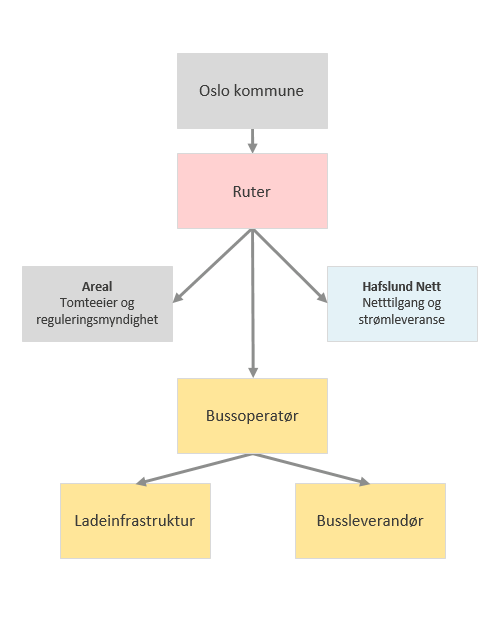 Oslo kommune
Ruter
Areal
Tomteeier og
reguleringsmyndighet
Hafslund Nett
Netttilgang og
strømleveranse
Bussoperatør
Ladeinfrastruktur
Bussleverandør